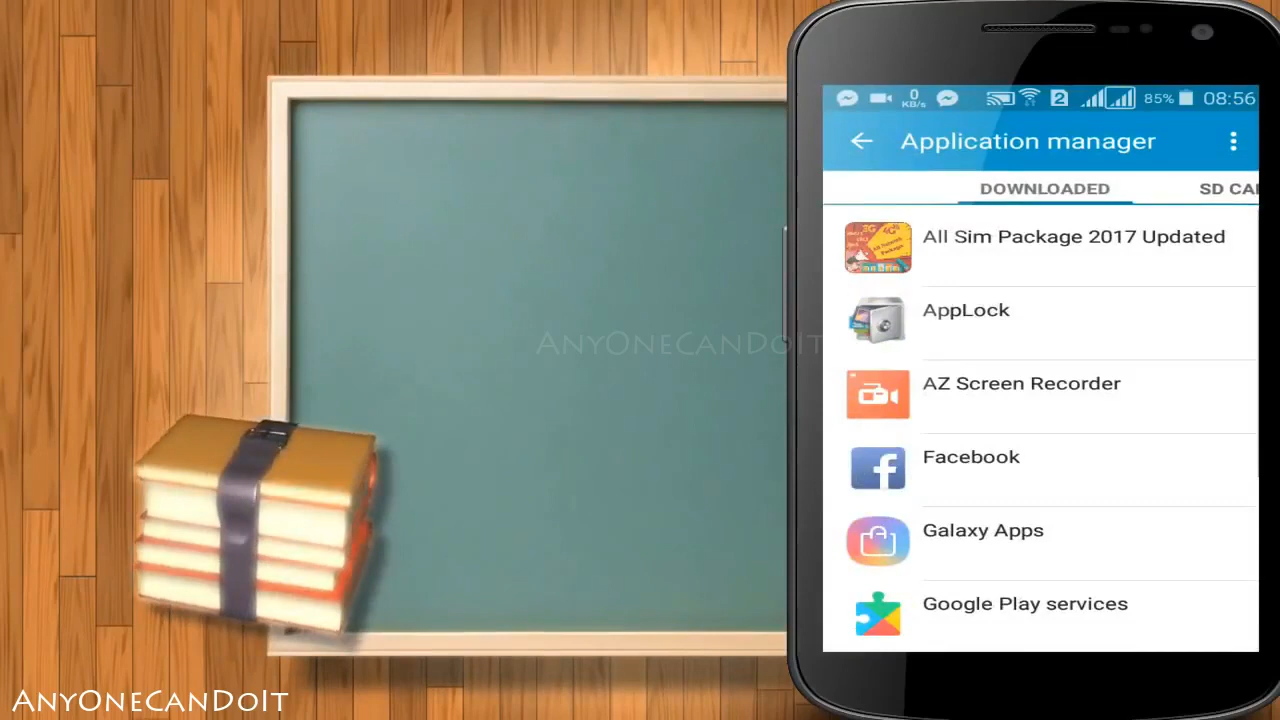 0
KB/s
2
85%
08:56
Application manager
DOWNLOADED
SD CA
All Sim Package 2017 Updated
AppLock
AZ Screen Recorder
Facebook
Galaxy Apps
Google Play services
AnyOneCanDoIt
AnyOneCanDoIt